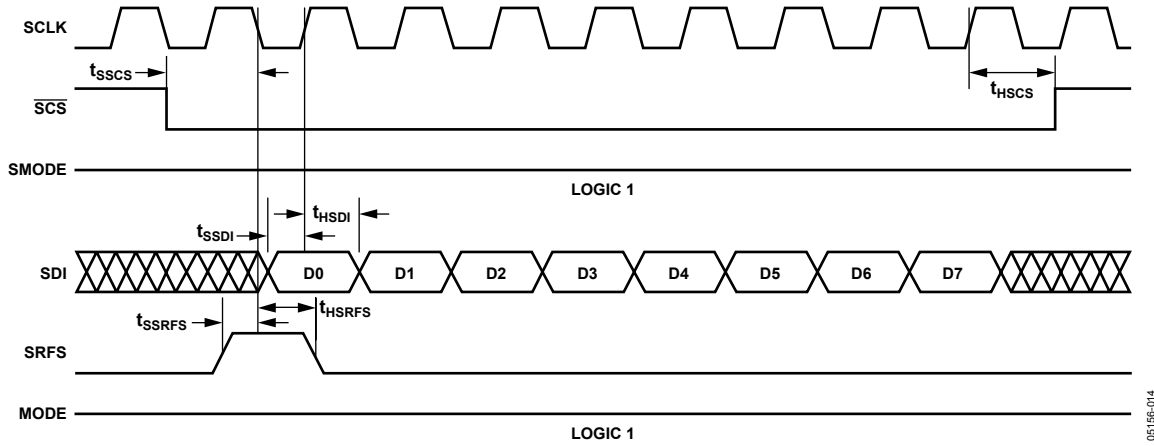 SCLK
tSSCS
tHSCS
SCS
SMODE
LOGIC 1
tHSDI
tSSDI
SDI
D0 D1 D2 D3 D4 D5 D6 D7
tHSRFS
tSSRFS
SRFS
MODE
LOGIC 1
05156-014